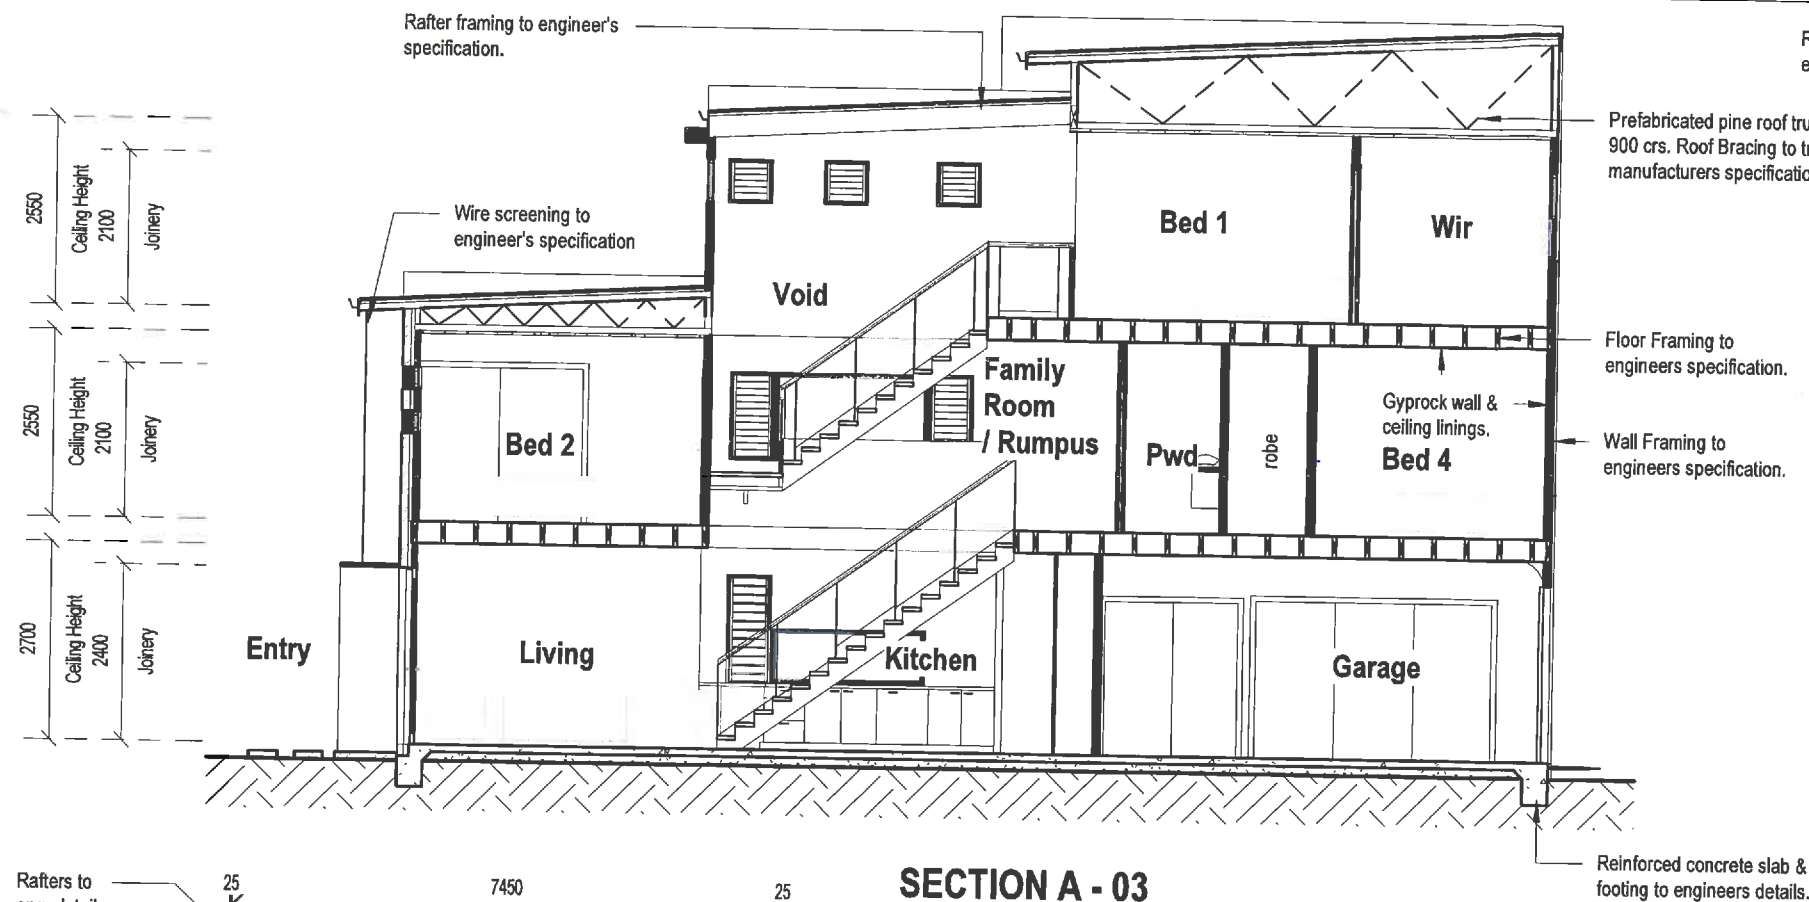 Rafter framing to engineer's
specification.
Prefabricated pine roof
900 crs. Roof Bracing to
manufacturers
Wire screening to
engineer's specification
2550
Ceiling Height
2100
Joinery
Bed 1
Wir
Void
Floor Framing to
engineers specification.
2550
Ceiling Height
2100
Joinery
Bed 2
Family
Room
/ Rumpus
Pwd
robe
Gyprock wall &
ceiling linings.
Bed 4
Wall Framing to
engineers specification.
2700
Ceiling Height
2400
Joinery
Entry
Living
Kitchen
Garage
Reinforced concrete slab &
footing to engineers details.
SECTION A - 03
Rafters to
25
7450
25